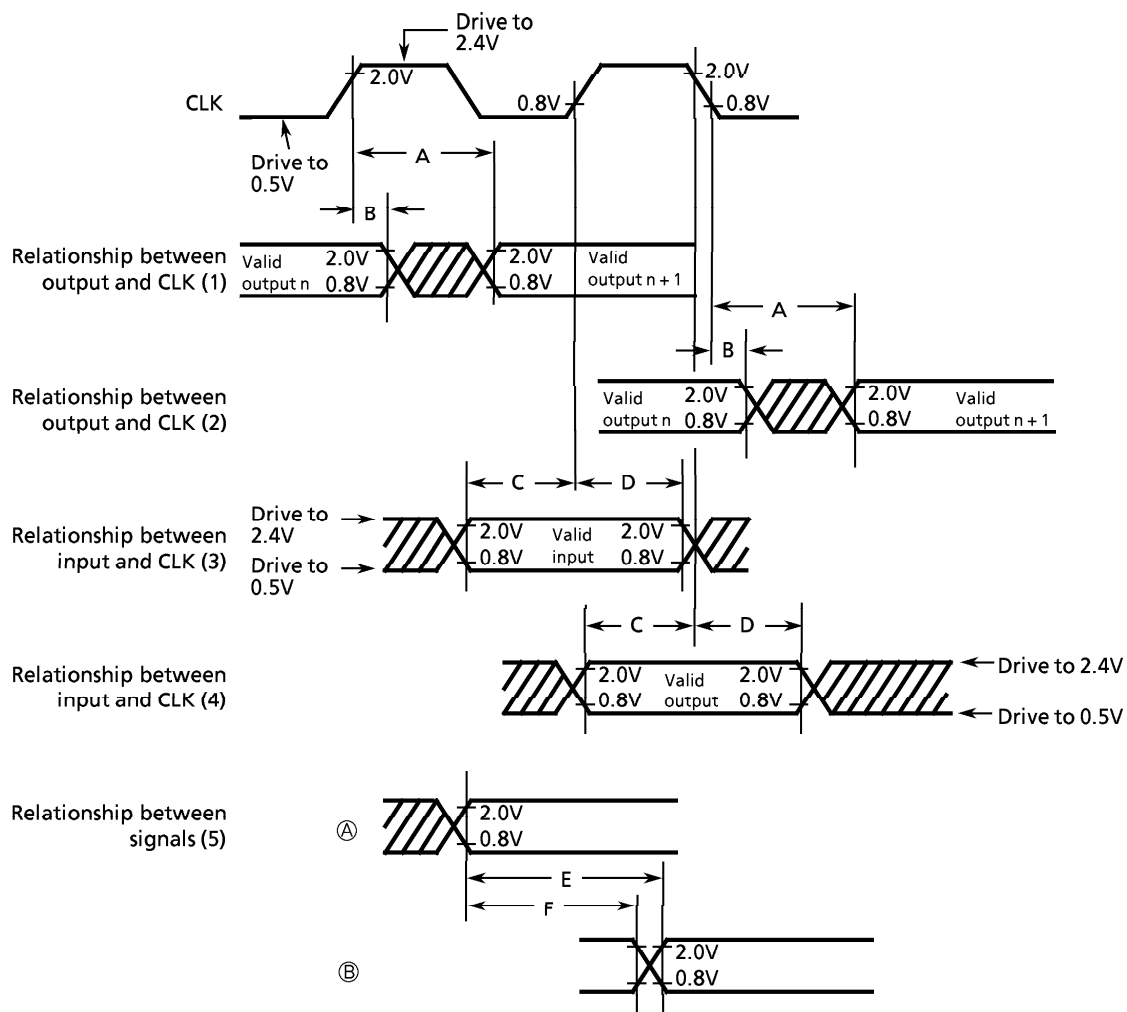 Drive to
2.4V
2.0V
2.0V
CLK
0.8V
0.8V
Drive to
0.5V
A
B
Relationship between
output and CLK (1)
Valid
output n
2.0V
0.8V
2.0V
0.8V
Valid
output n + 1
A
B
Relationship between
output and CLK (2)
Valid
output n
2.0V
0.8V
2.0V
0.8V
Valid
output n + 1
C
D
Relationship between
input and CLK (3)
Drive to
2.4V
Drive to
0.5V
2.0V
0.8V
Valid
input
2.0V
0.8V
C
D
Relationship between
input and CLK (4)
2.0V
0.8V
Valid
output
2.0V
0.8V
Drive to 2.4V
Drive to 0.5V
Relationship between
signals (5)
Ⓐ
2.0V
0.8V
E
F
Ⓑ
2.0V
0.8V